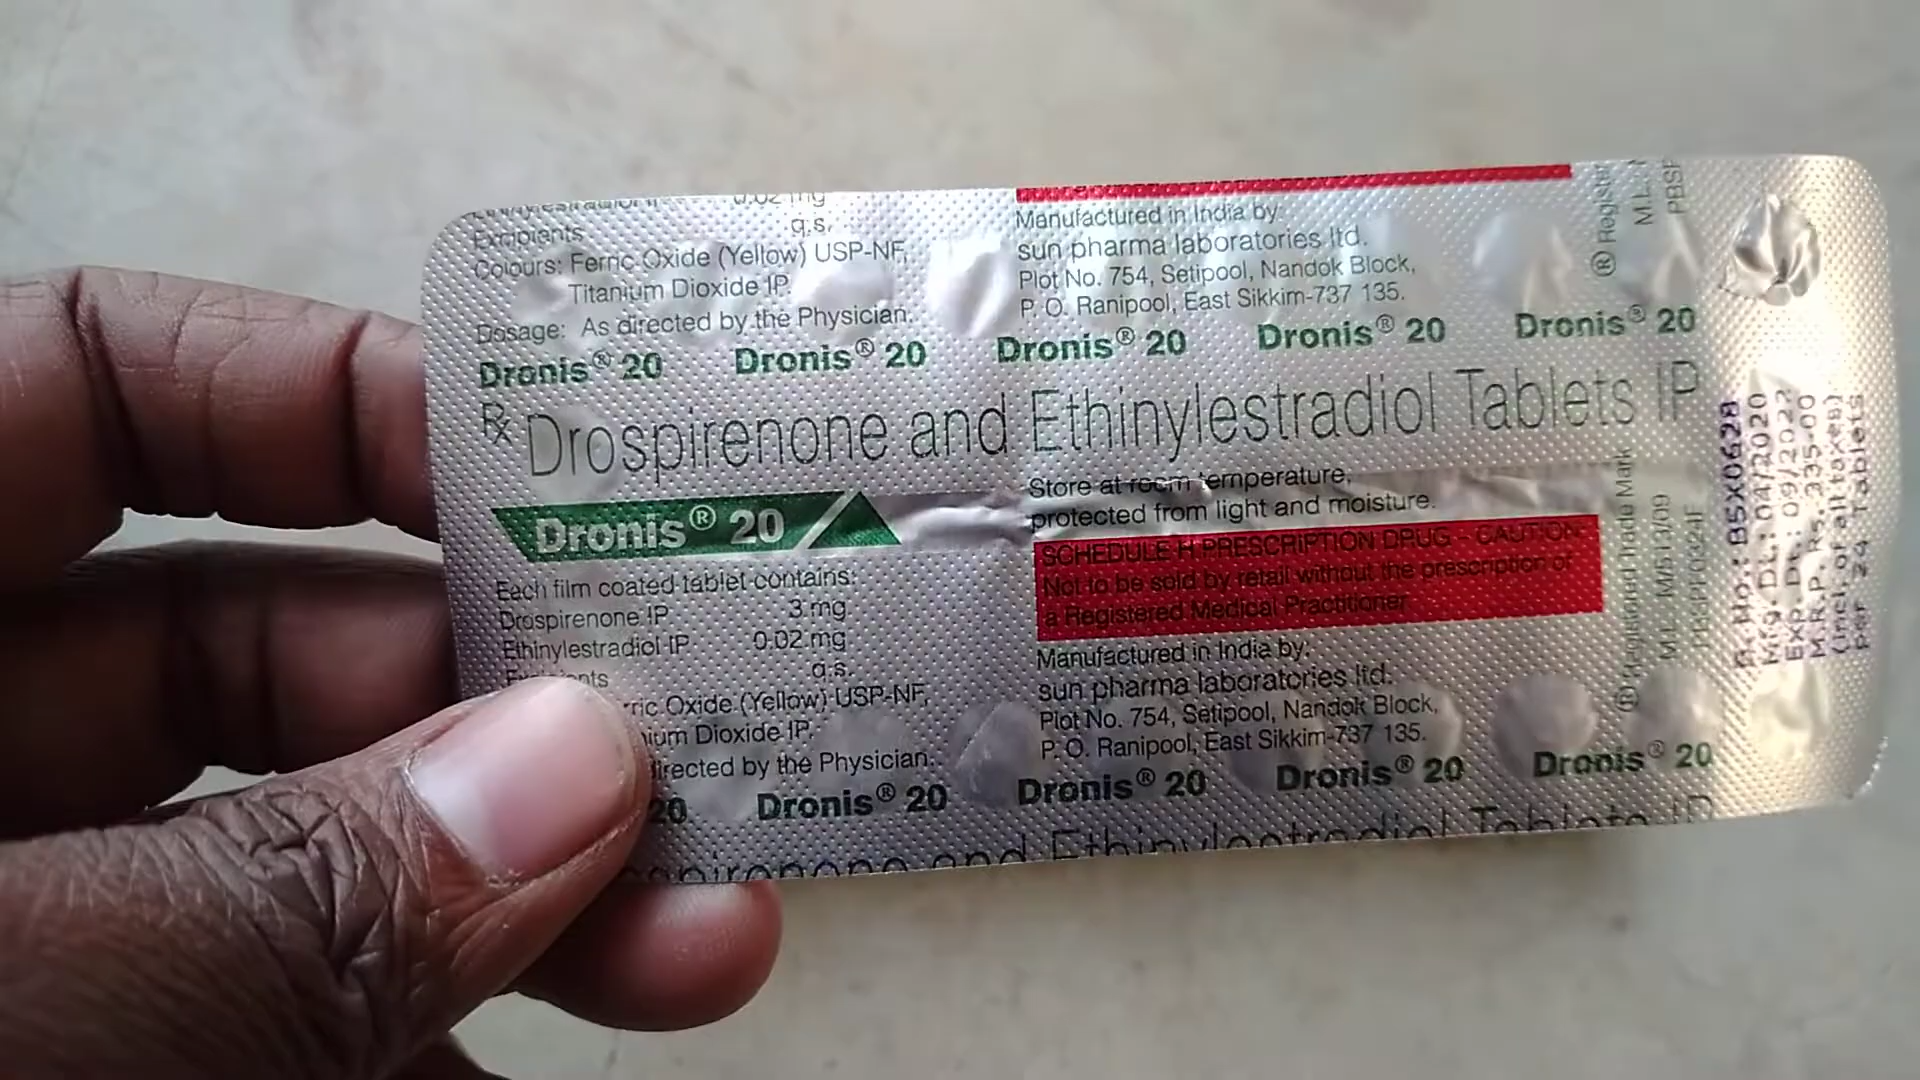 0.02 mg
Excipients q.s.
Colours: Ferric Oxide (Yellow) USP-NF,
Titanium Dioxide IP
Dosage: As directed by the Physician.
Manufactured in India by:
sun pharma laboratories ltd.
Plot No. 754, Setipool, Nandok Block,
P. O. Ranipool, East Sikkim-737 135.
Dronis® 20 Dronis® 20 Dronis® 20 Dronis® 20 Dronis® 20
Rx Drospirenone and Ethinylestradiol Tablets IP
Dronis® 20
Each film coated tablet contains:
Drospirenone IP 3 mg
Ethinylestradiol IP 0.02 mg
q.s.
Oxide (Yellow) USP-NF,
Dioxide IP.
directed by the Physician.
Store at room temperature,
protected from light and moisture.
SCHEDULE H PRESCRIPTION DRUG - CAUTION
Not to be sold by retail without the prescription of
a Registered Medical Practitioner
Manufactured in India by:
sun pharma laboratories ltd.
Plot No. 754, Setipool, Nandok Block,
P. O. Ranipool, East Sikkim-737 135.
20 Dronis® 20 Dronis® 20 Dronis® 20 Dronis® 20
and Ethinylestradiol Tablets IP
® Registered Trade Mark
M.L.
B. No.: B5X0628
Mfg. Dt.: 04/2020
Exp. Dt.: 09/2022
M.R.P. Rs. 335-00
(Incl. of all taxes)
per 24 Tablets